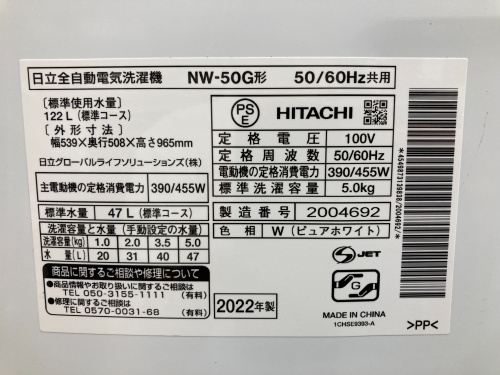 日立全自動電気洗濯機 NW-50G形 50/60Hz共用
[標準使用水量]
122L(標準コース)
[外形寸法]
幅539×奥行508×高さ965mm
日立グローバルライフソリューションズ(株)
主電動機の定格消費電力 390/455W
標準水量 47L(標準コース)
洗濯容量と水量(手動設定の水量)
洗濯容量(kg) 1.0 2.0 3.5 5.0
水量(L) 20 31 40 47
商品に関するご相談や修理について
●商品情報やお取り扱いに関するご相談
TEL 050-3155-1111 (有料)
●修理に関するご相談
TEL 0570-0031-68 (有料)
2022年製
PS
E
HITACHI
定格電圧 100V
定格周波数 50/60Hz
電動機の定格消費電力 390/455W
標準洗濯容量 5.0kg
製造番号 2004692
色相 W(ピュアホワイト)
S JET
G
MADE IN CHINA
1CHSE9393-A
>PP<
*4549873139838/2004692/*